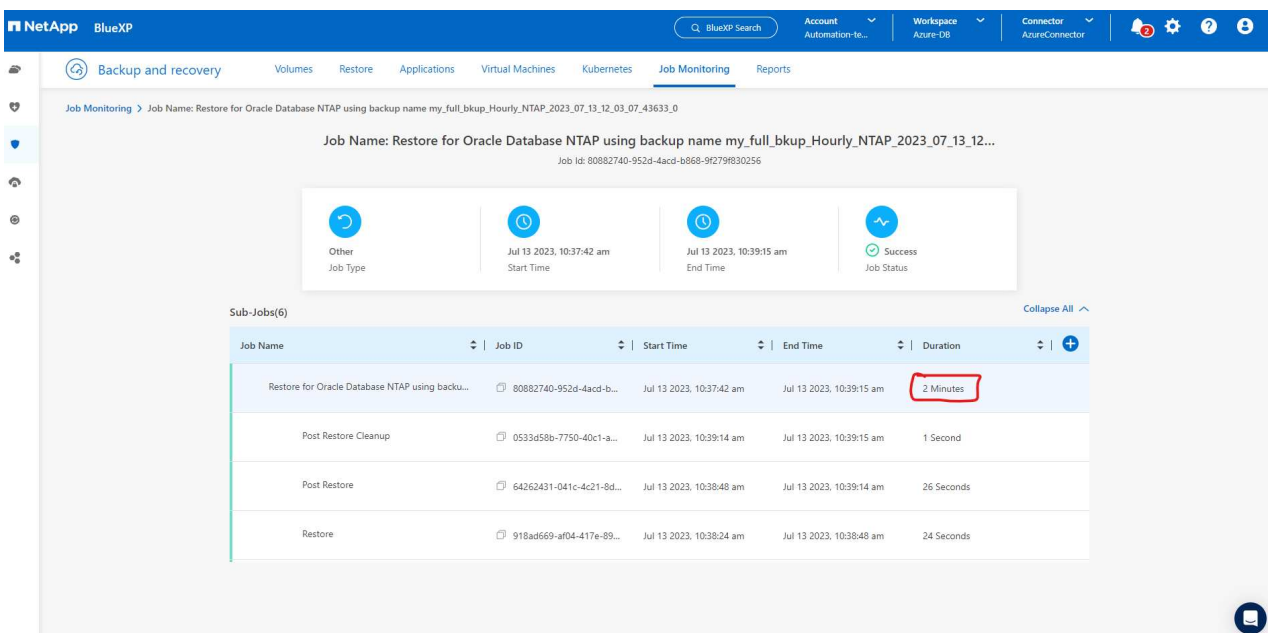 NetApp BlueXP BlueXP Search Account Automation-te... Workspace Azure-DB Connector AzureConnector 2
Backup and recovery Volumes Restore Applications Virtual Machines Kubernetes Job Monitoring Reports
Job Monitoring > Job Name: Restore for Oracle Database NTAP using backup name my_full_bkup_Hourly_NTAP_2023_07_13_12_03_07_43633_0
Job Name: Restore for Oracle Database NTAP using backup name my_full_bkup_Hourly_NTAP_2023_07_13_12...
Job Id: 80882740-952d-4acd-b868-9f279f830256
Other Jul 13 2023, 10:37:42 am Jul 13 2023, 10:39:15 am Success
Job Type Start Time End Time Job Status
Sub-Jobs(6) Collapse All
Job Name Job ID Start Time End Time Duration
Restore for Oracle Database NTAP using backu... 80882740-952d-4acd-b... Jul 13 2023, 10:37:42 am Jul 13 2023, 10:39:15 am 2 Minutes
Post Restore Cleanup 0533d58b-7750-40c1-a... Jul 13 2023, 10:39:14 am Jul 13 2023, 10:39:15 am 1 Second
Post Restore 64262431-041c-4c21-8d... Jul 13 2023, 10:38:48 am Jul 13 2023, 10:39:14 am 26 Seconds
Restore 918ad669-af04-417e-89... Jul 13 2023, 10:38:24 am Jul 13 2023, 10:38:48 am 24 Seconds